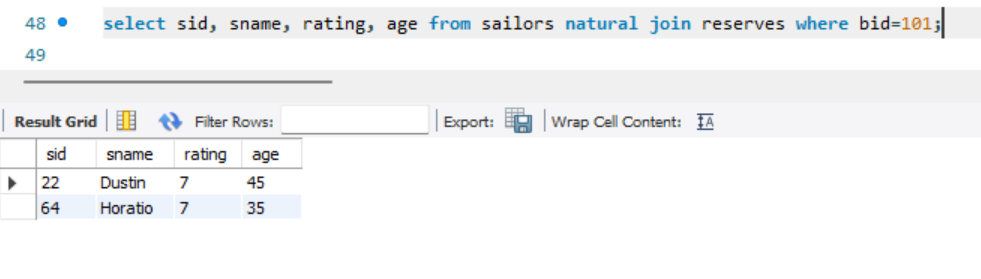 48 select sid, sname, rating, age from sailors natural join reserves where bid=101;
49
Result Grid Filter Rows: Export: Wrap Cell Content: IA
sid sname rating age
22 Dustin 7 45
64 Horatio 7 35